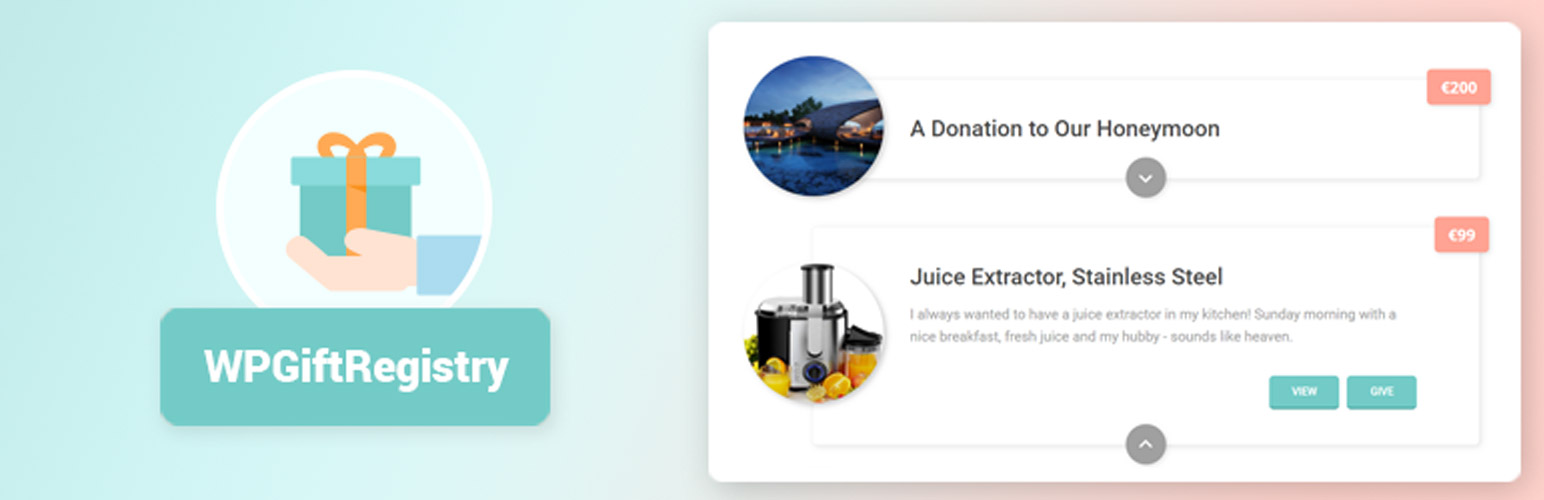 WPGiftRegistry
€200
A Donation to Our Honeymoon
€99
Juice Extractor, Stainless Steel
I always wanted to have a juice extractor in my kitchen! Sunday morning with a
nice breakfast, fresh juice and my hubby - sounds like heaven.
VIEW
GIVE